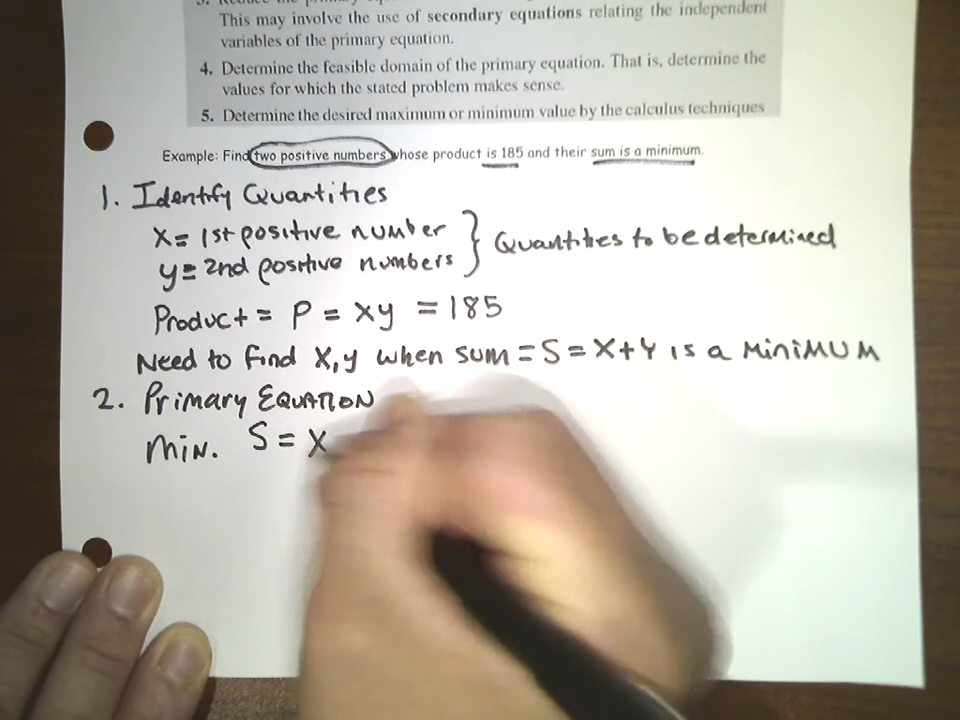 This may involve the use of secondary equations relating the independent
variables of the primary equation.
4. Determine the feasible domain of the primary equation. That is, determine the
values for which the stated problem makes sense.
5. Determine the desired maximum or minimum value by the calculus techniques
Example: Find two positive numbers whose product is 185 and their sum is a minimum.
1. Identify Quantities
x = 1st positive number
y = 2nd positive numbers } Quantities to be determined
Product = P = xy = 185
Need to find x, y when sum = S = x + y is a MINIMUM
2. Primary EQUATION
MIN. S = x